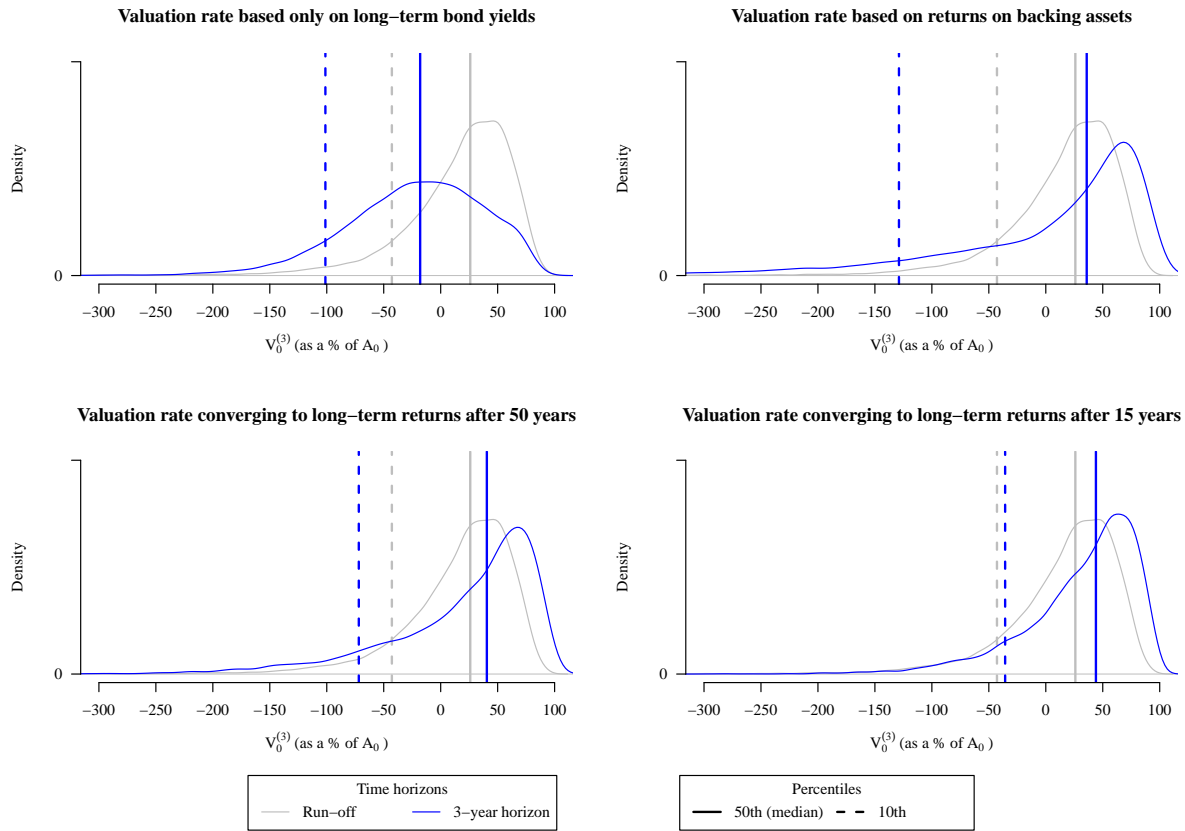 Valuation rate based only on long−term bond yields
Density
0
−300 −250 −200 −150 −100 −50 0 50 100
V₀⁽³⁾ (as a % of A₀ )
Valuation rate based on returns on backing assets
Density
0
−300 −250 −200 −150 −100 −50 0 50 100
V₀⁽³⁾ (as a % of A₀ )
Valuation rate converging to long−term returns after 50 years
Density
0
−300 −250 −200 −150 −100 −50 0 50 100
V₀⁽³⁾ (as a % of A₀ )
Valuation rate converging to long−term returns after 15 years
Density
0
−300 −250 −200 −150 −100 −50 0 50 100
V₀⁽³⁾ (as a % of A₀ )
Time horizons
Run−off 3−year horizon
Percentiles
50th (median) 10th